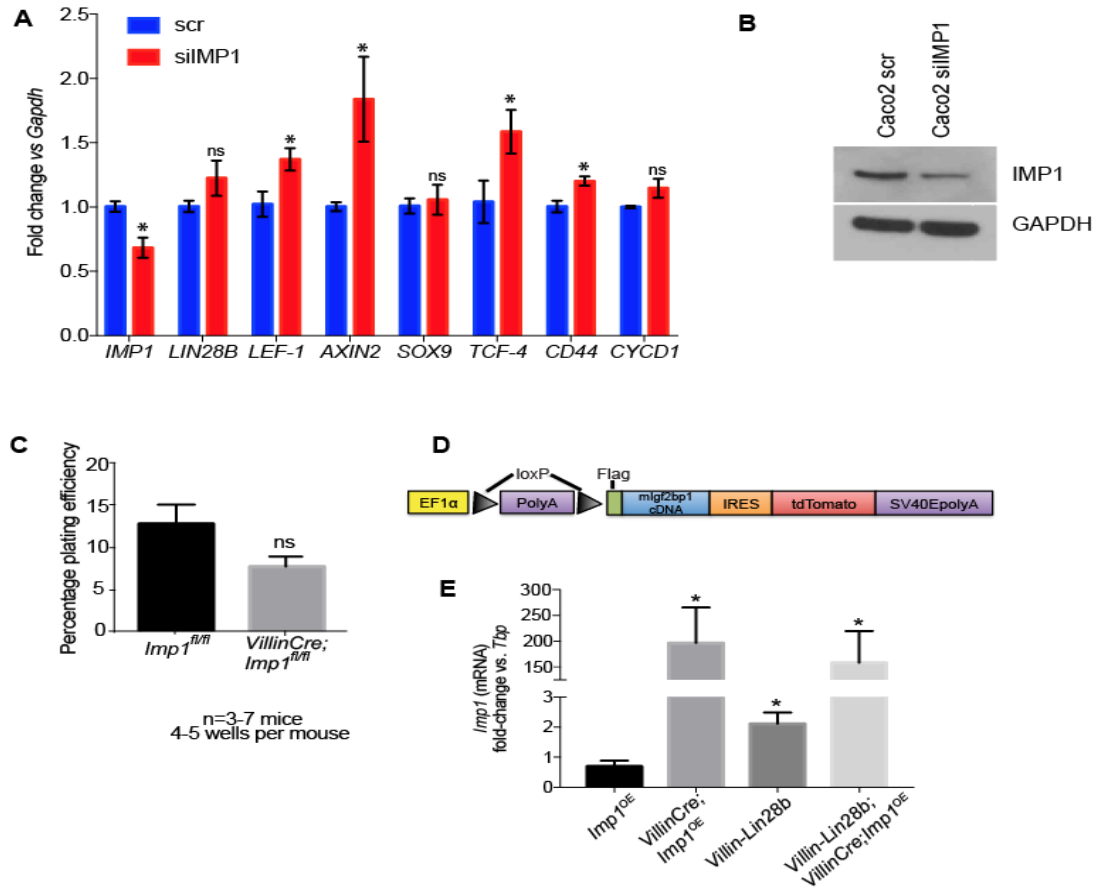 A
scr
siIMP1
Fold change vs Gapdh
2.5
2.0
1.5
1.0
0.5
0.0
*
ns
*
*
ns
*
*
ns
IMP1 LIN28B LEF-1 AXIN2 SOX9 TCF-4 CD44 CYCD1
B
Caco2 scr
Caco2 siIMP1
IMP1
GAPDH
C
Percentage plating efficiency
20
15
10
5
0
ns
Imp1fl/fl
VillinCre;
Imp1fl/fl
n=3-7 mice
4-5 wells per mouse
D
loxP
Flag
EF1α
PolyA
mIgf2bp1
cDNA
IRES
tdTomato
SV40EpolyA
E
Imp1 (mRNA)
fold-change vs. Tbp
300
250
200
150
3
2
1
0
*
*
*
Imp1OE
VillinCre;
Imp1OE
Villin-Lin28b
Villin-Lin28b;
VillinCre;Imp1OE